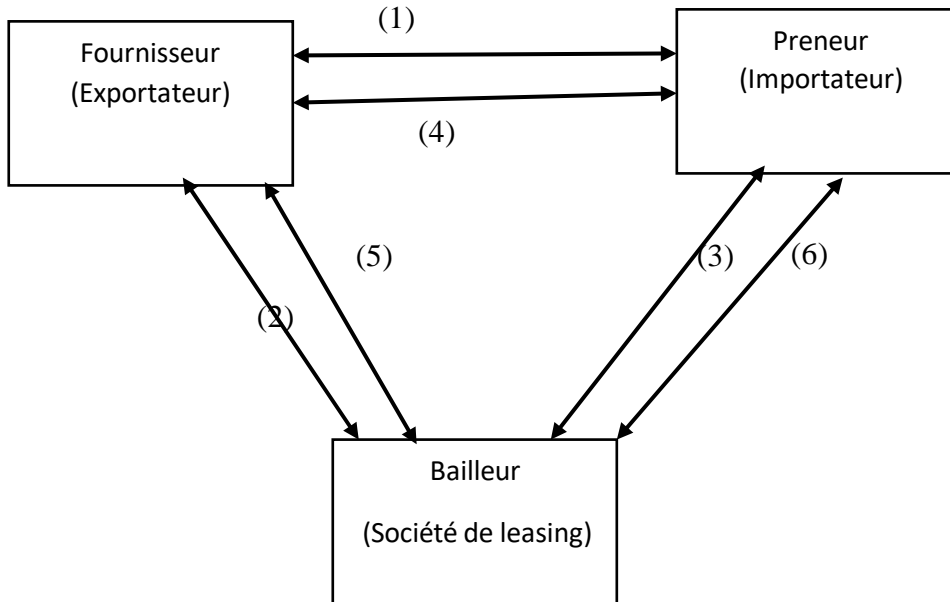 (1)
Fournisseur
(Exportateur)
Preneur
(Importateur)
(4)
(5)
(3)
(6)
(2)
Bailleur
(Société de leasing)